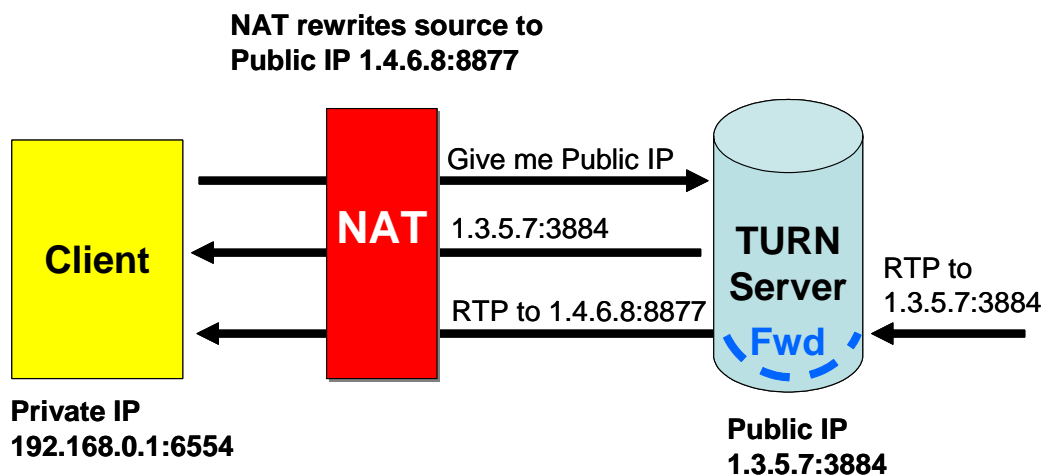 NAT rewrites source to
Public IP 1.4.6.8:8877
Give me Public IP
NAT
1.3.5.7:3884
Client
TURN
Server
RTP to
1.3.5.7:3884
RTP to 1.4.6.8:8877
Fwd
Private IP
192.168.0.1:6554
Public IP
1.3.5.7:3884